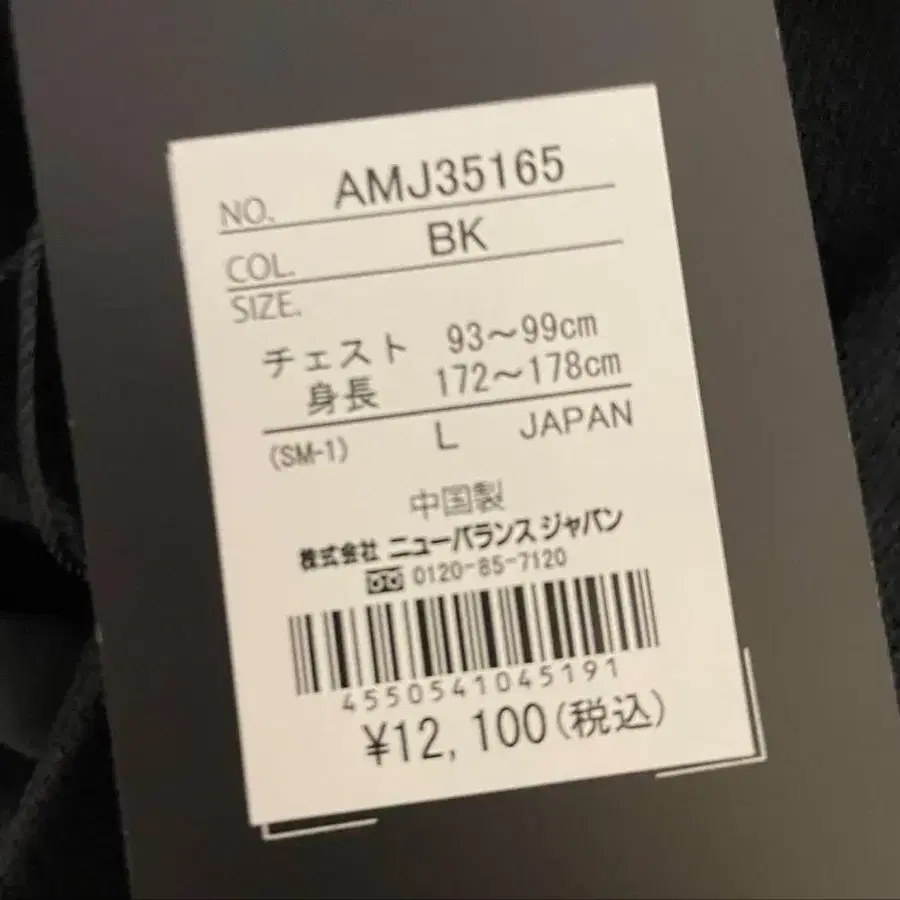 NO. AMJ35165
COL. BK
SIZE.
チェスト 93～99cm
身長 172～178cm
(SM-1) L JAPAN
中国製
株式会社 ニューバランス ジャパン
0120-85-7120
4550541045191
¥12,100(税込)